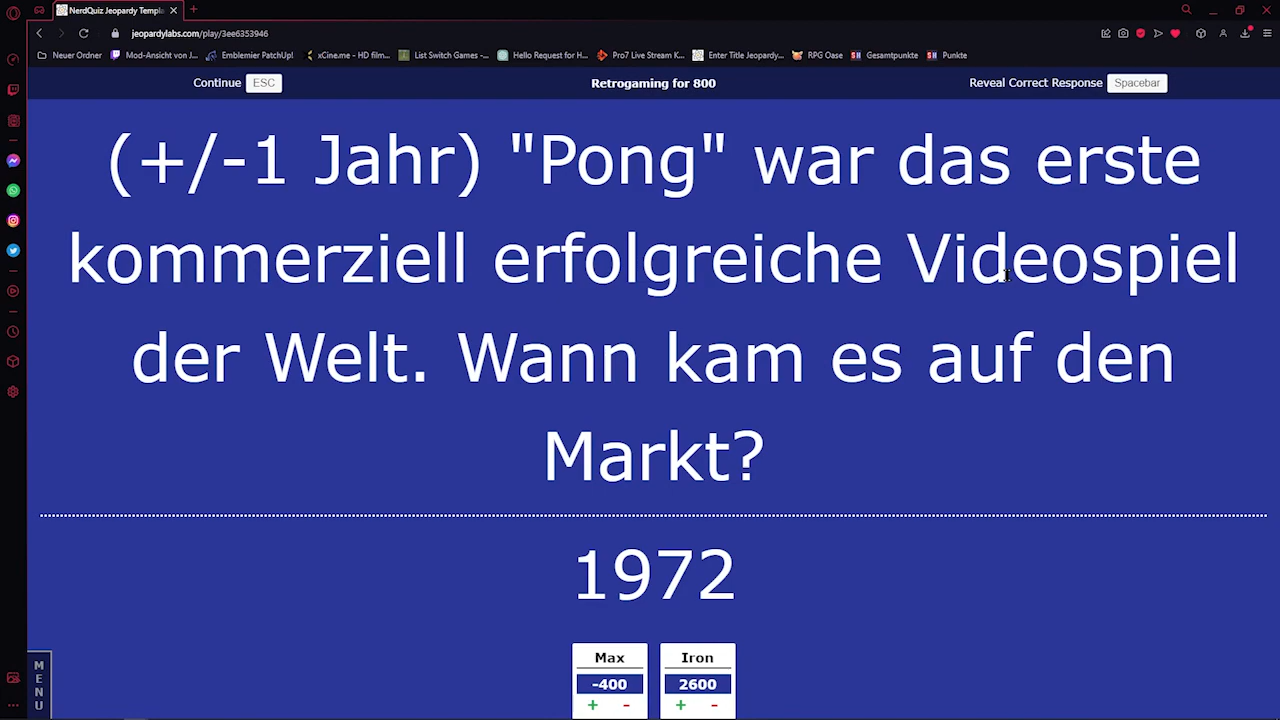 NerdQuiz Jeopardy Templa
jeopardylabs.com/play/3ee6353946
Neuer Ordner
Mod-Ansicht von J...
Emblemier PatchUp!
xCine.me - HD film...
List Switch Games -...
Hello Request for H...
Pro7 Live Stream K...
Enter Title Jeopardy...
RPG Oase
Gesamtpunkte
Punkte
Continue ESC
Retrogaming for 800
Reveal Correct Response Spacebar
(+/-1 Jahr) "Pong" war das erste
kommerziell erfolgreiche Videospiel
der Welt. Wann kam es auf den
Markt?
1972
MENU
Max Iron
-400 2600
+ - + -